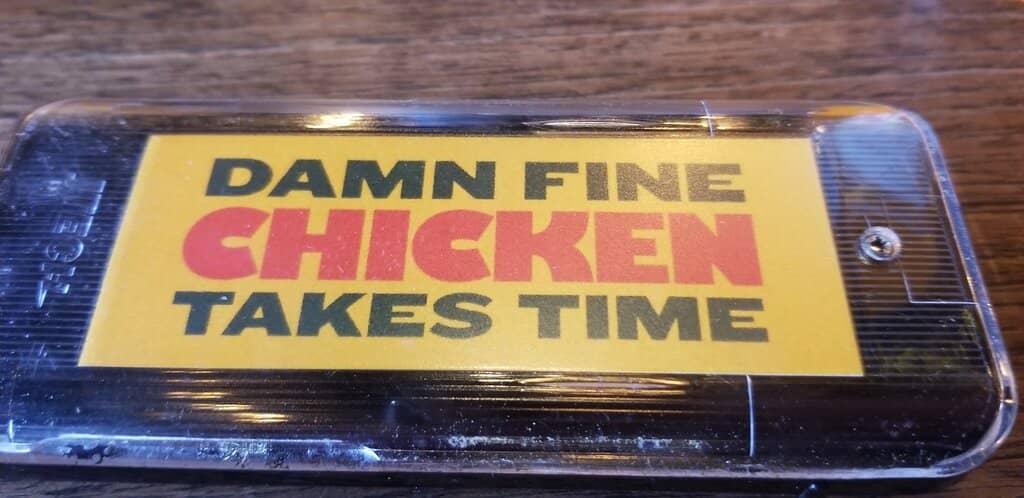 DAMN FINE
CHICKEN
TAKES TIME